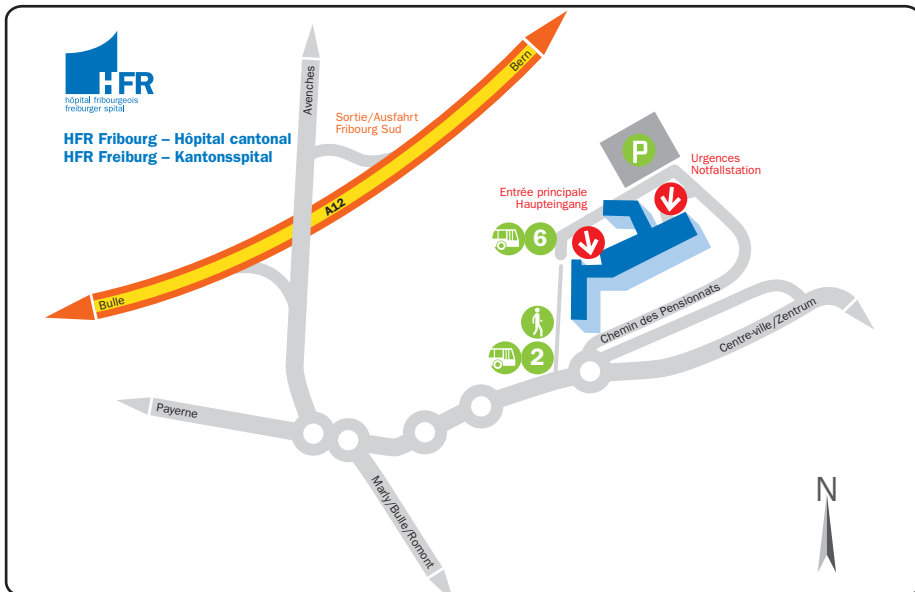 HFR
hôpital fribourgeois
freiburger spital
HFR Fribourg – Hôpital cantonal
HFR Freiburg – Kantonsspital
Avenches
Bern
Sortie/Ausfahrt
Fribourg Sud
A12
Bulle
P
Urgences
Notfallstation
Entrée principale
Haupteingang
6
2
Chemin des Pensionnats
Centre-ville/Zentrum
Payerne
Marly/Bulle/Romont
N